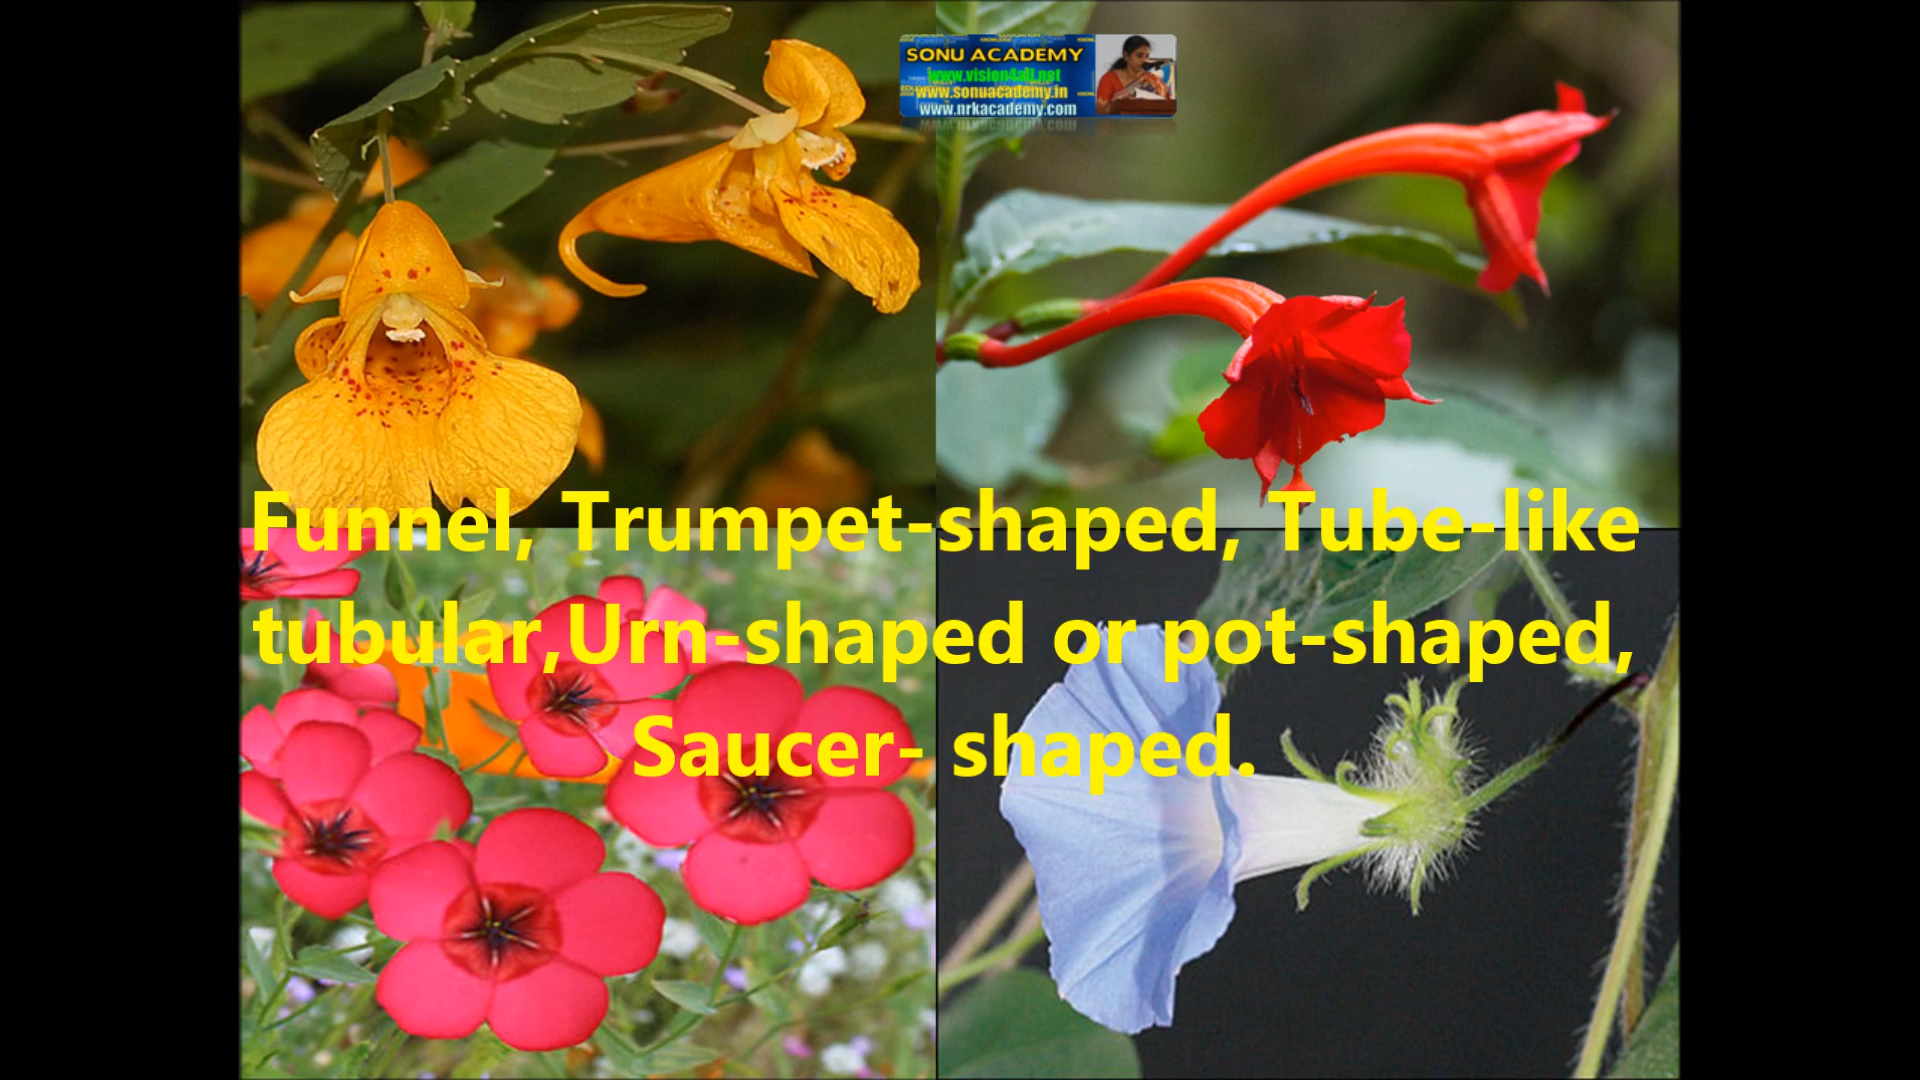 SONU ACADEMY
www.vision4all.net
www.sonuacademy.in
www.nrkacademy.com
Funnel, Trumpet-shaped, Tube-like
tubular,Urn-shaped or pot-shaped,
Saucer- shaped.